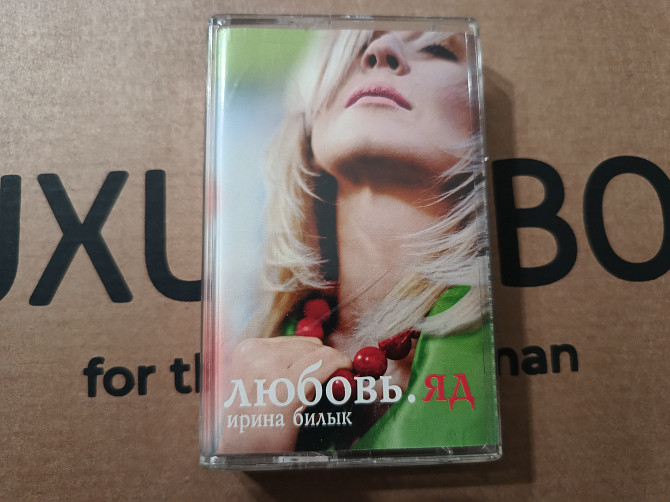 UXU BO
for th man
любовь.яд
ирина билык